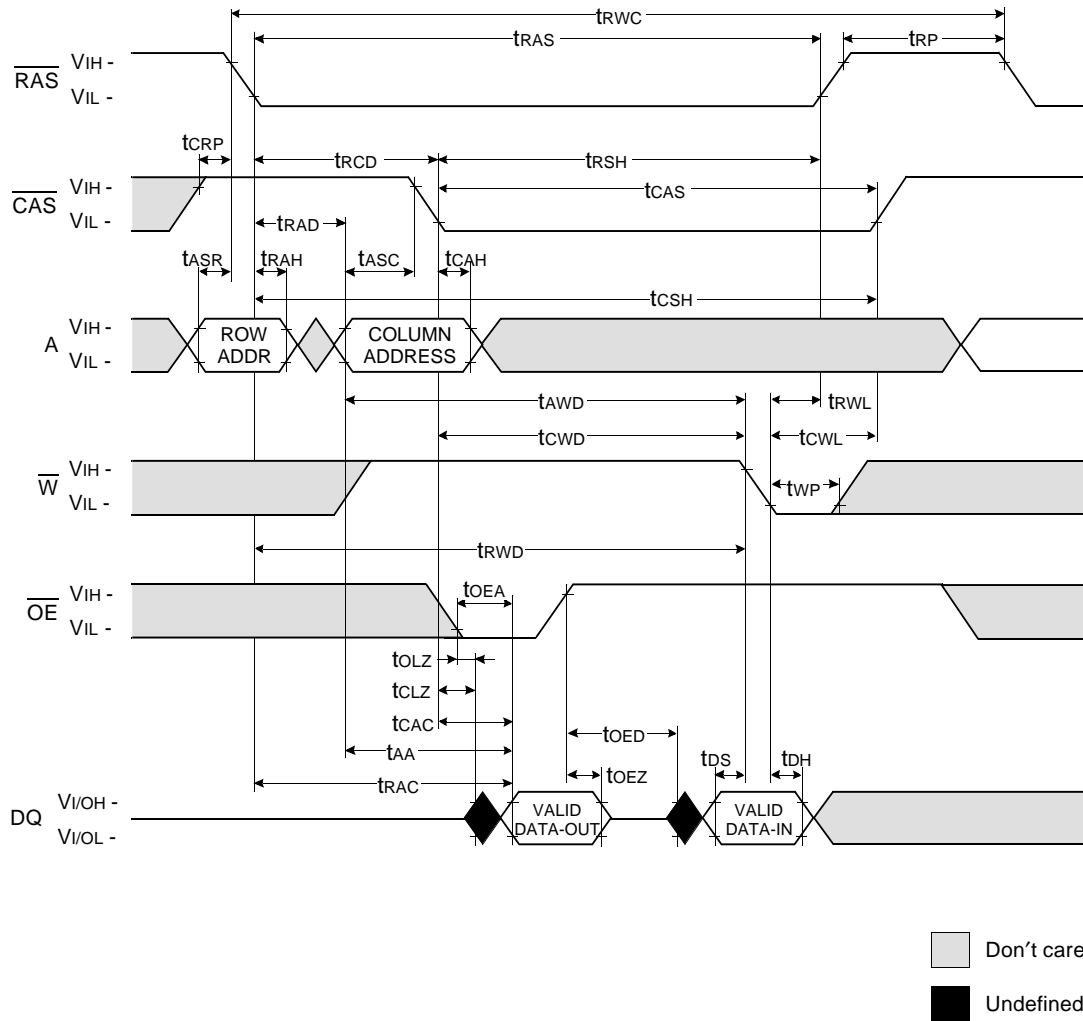 tRWC
tRAS
tRP
RAS
VIH -
VIL -
tCRP
tRCD
tRSH
CAS
VIH -
VIL -
tCAS
tRAD
tASR
tRAH
tASC
tCAH
tCSH
A
VIH -
VIL -
ROW
ADDR
COLUMN
ADDRESS
tAWD
tRWL
tCWD
tCWL
W
VIH -
VIL -
tWP
tRWD
OE
VIH -
VIL -
tOEA
tOLZ
tCLZ
tCAC
tOED
tAA
tDS
tDH
tOEZ
tRAC
DQ
VI/OH -
VI/OL -
VALID
DATA-OUT
VALID
DATA-IN
Don′t care
Undefined